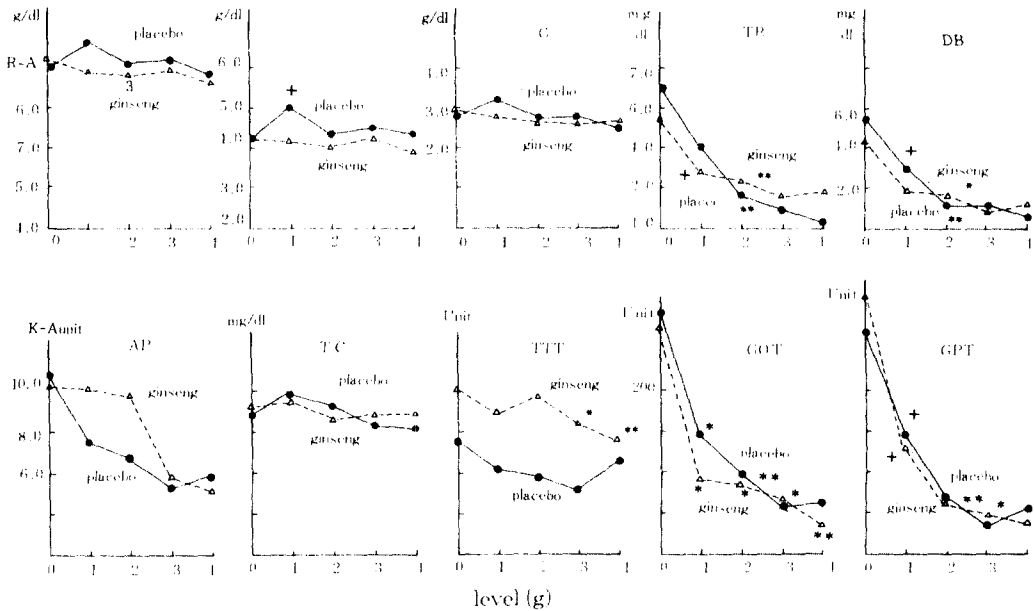 g/dl
R-A
6.0
7.0
5.0
4.0
placebo
3
ginseng
0 1 2 3 1
g/dl
6.0
5.0
4.0
3.0
2.0
+
placebo
ginseng
0 1 2 3 1
g/dl
G
4.0
3.0
2.0
placebo
ginseng
0 1 2 3 1
mg
dl
7.0
6.0
4.0
2.0
1.0
ginseng
**
+
placebo
**
0 1 2 3 1
mg
dl
DB
6.0
4.0
2.0
+
ginseng
*
placebo
**
0 1 2 3 1
K-Aunit
AP
10.0
8.0
6.0
ginseng
placebo
0 1 2 3 1
mg/dl
T.C
placebo
ginseng
0 1 2 3 1
Unit
TTT
ginseng
*
**
placebo
0 1 2 3 1
Unit
GOT
200
*
placebo
**
* * *
ginseng
**
0 1 2 3 1
Unit
GPT
+
+
placebo
** *
ginseng
0 1 2 3 1
level (g)